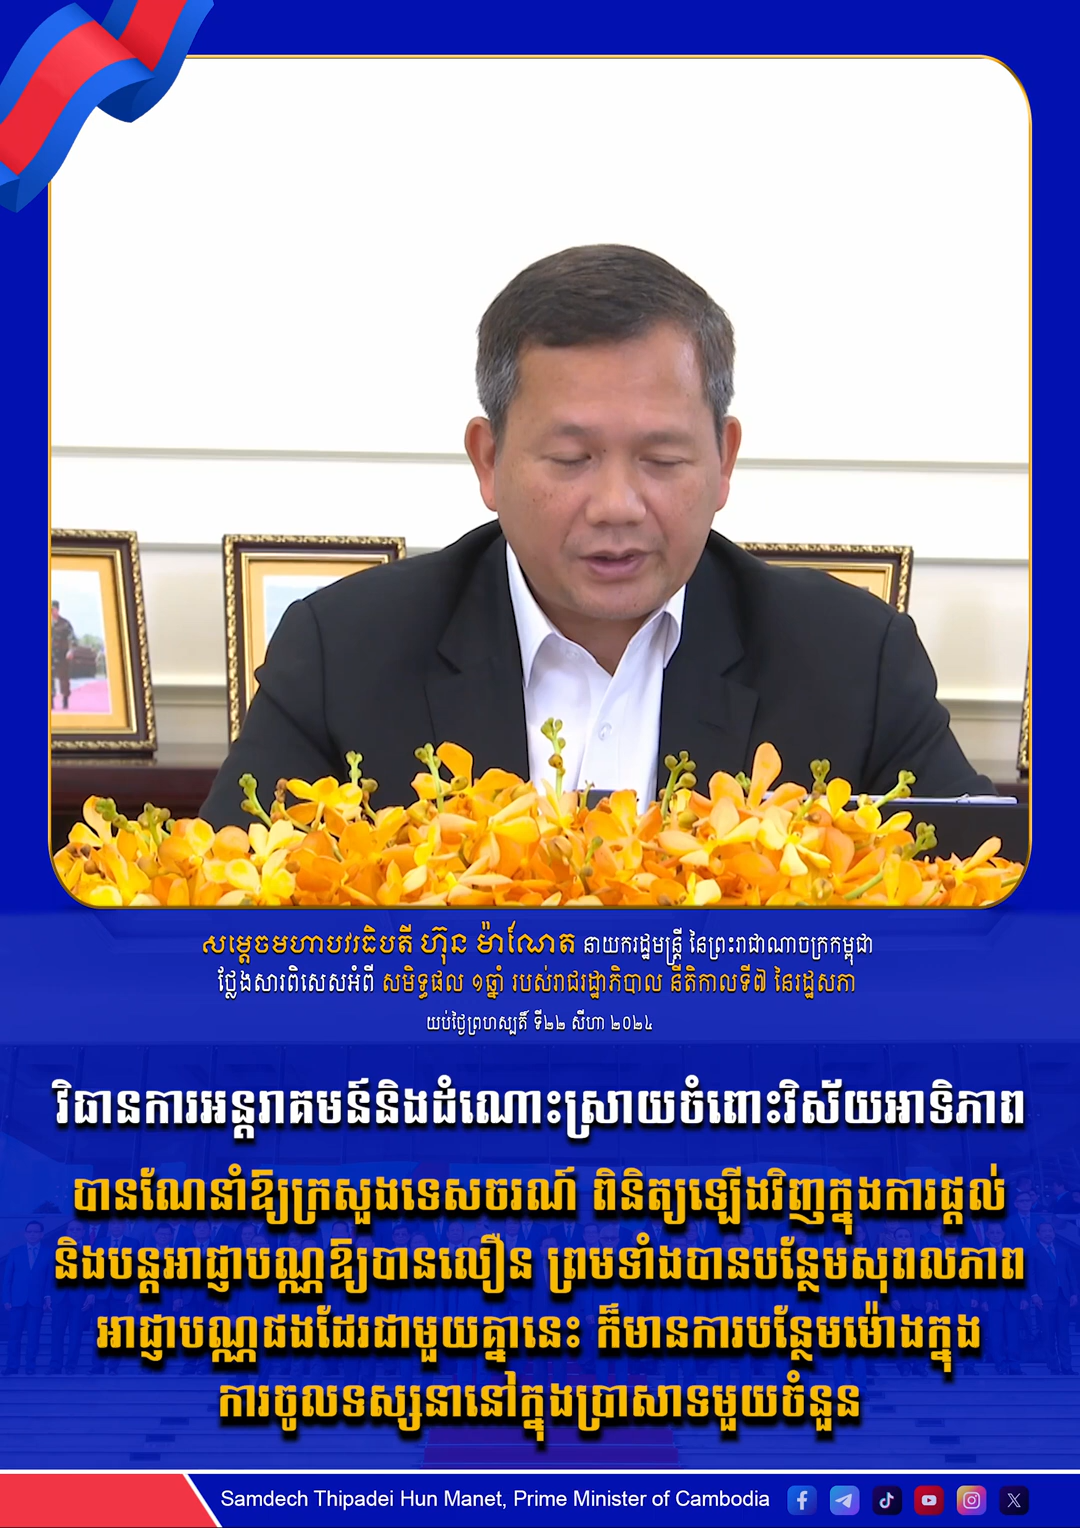 សម្តេចមហាបវរធិបតី ហ៊ុន ម៉ាណែត នាយករដ្ឋមន្ត្រី នៃព្រះរាជាណាចក្រកម្ពុជា
ថ្លែងសារពិសេសអំពី សមិទ្ធផល ១ឆ្នាំ របស់រាជរដ្ឋាភិបាល នីតិកាលទី៧ នៃរដ្ឋសភា
យប់ថ្ងៃព្រហស្បតិ៍ ទី២២ សីហា ២០២៤
វិធានការអន្តរាគមន៍និងដំណោះស្រាយចំពោះវិស័យអាទិភាព
បានណែនាំឱ្យក្រសួងទេសចរណ៍ ពិនិត្យឡើងវិញក្នុងការផ្តល់
និងបន្តអាជ្ញាបណ្ណឱ្យបានលឿន ព្រមទាំងបានបន្ថែមសុពលភាព
អាជ្ញាបណ្ណផងដែរជាមួយគ្នានេះ ក៏មានការបន្ថែមម៉ោងក្នុង
ការចូលទស្សនានៅក្នុងប្រាសាទមួយចំនួន
Samdech Thipadei Hun Manet, Prime Minister of Cambodia